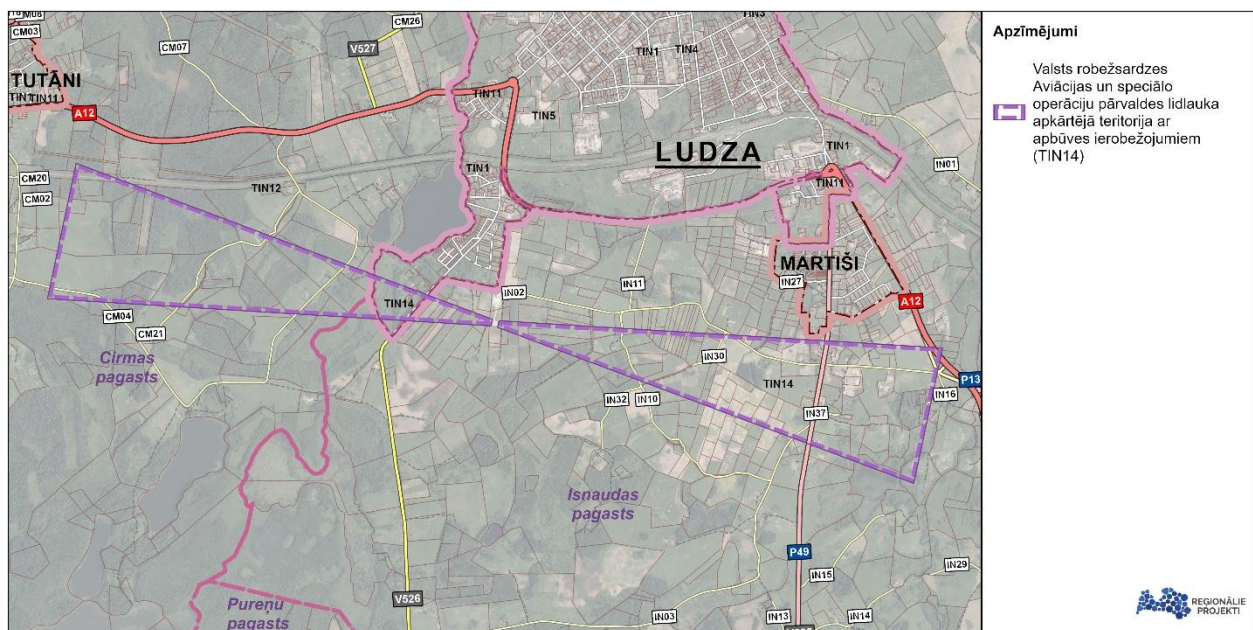 CM08
CM03
TUTĀNI
TIN11
A12
CM07
CM26
V527
TIN3
TIN1
TIN4
TIN11
TIN5
LUDZA
TIN1
TIN11
IN01
CM20
CM02
TIN12
TIN1
MARTIŠI
IN27
A12
TIN14
IN02
IN11
CM04
CM21
Cirmas
pagasts
IN30
TIN14
P13
IN16
IN32
IN10
IN37
Isnaudas
pagasts
P49
IN15
IN29
V526
Pureņu
pagasts
IN03
IN13
IN14
Apzīmējumi
Valsts robežsardzes
Aviācijas un speciālo
operāciju pārvaldes lidlauka
apkārtējā teritorija ar
apbūves ierobežojumiem
(TIN14)
REGIONĀLIE
PROJEKTI